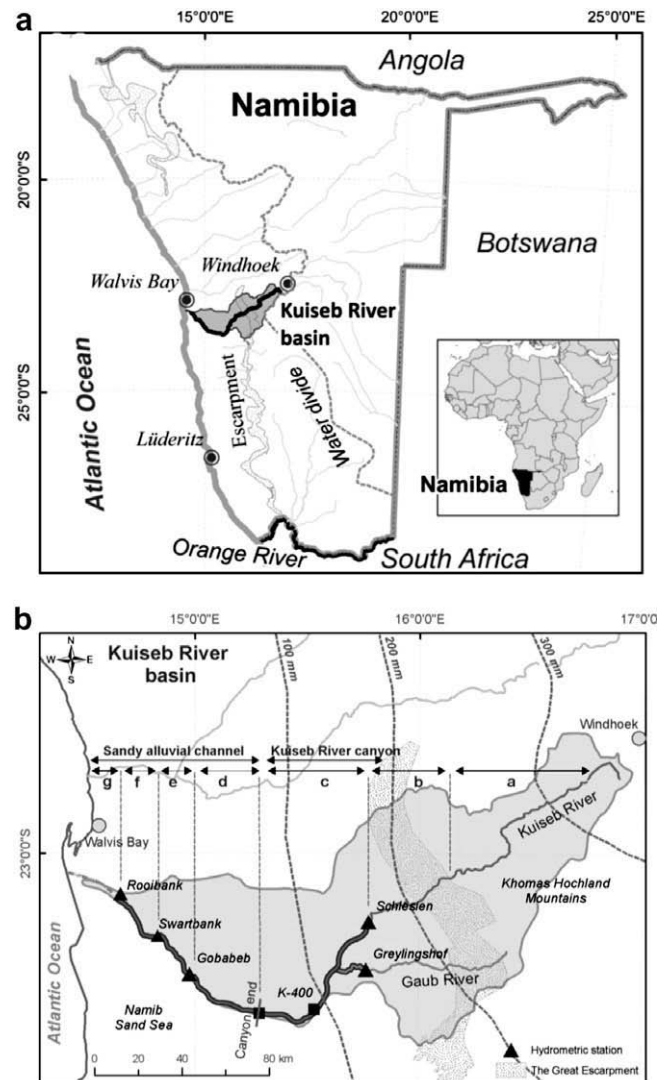 a
15°0'0"E
20°0'0"E
25°0'0"E
Angola
Namibia
20°0'0"S
Botswana
Windhoek
Walvis Bay
Kuiseb River
basin
25°0'0"S
Atlantic Ocean
Escarpment
Water divide
Lüderitz
Namibia
Orange River
South Africa
b
15°0'0"E
16°0'0"E
17°0'
N
W
E
S
Kuiseb River
basin
100 mm
200 mm
300 mm
Windhoek
Sandy alluvial channel
Kuiseb River canyon
g
f
e
d
c
b
a
Kuiseb River
Walvis Bay
23°0'0"S
Rooibank
Khomas Hochland
Mountains
Schlesien
Swartbank
Greylingshof
Gobabeb
Gaub River
K-400
Canyon end
Atlantic Ocean
Namib
Sand Sea
Hydrometric station
0 20 40 80 km
The Great Escarpment